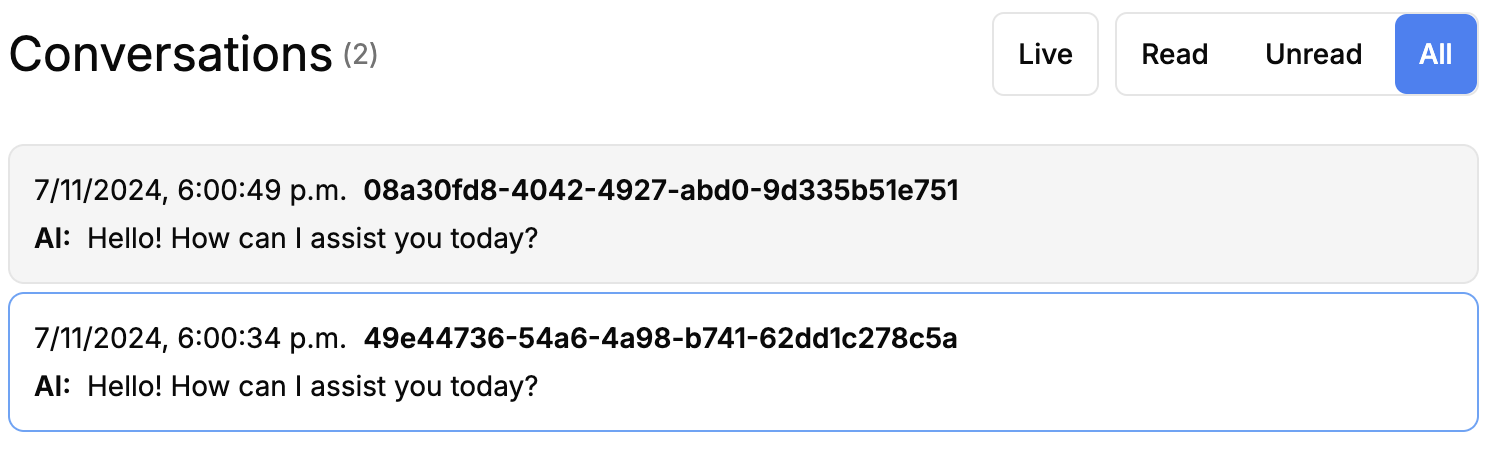 Conversations (2)
Live Read Unread All
7/11/2024, 6:00:49 p.m. 08a30fd8-4042-4927-abd0-9d335b51e751
AI: Hello! How can I assist you today?
7/11/2024, 6:00:34 p.m. 49e44736-54a6-4a98-b741-62dd1c278c5a
AI: Hello! How can I assist you today?